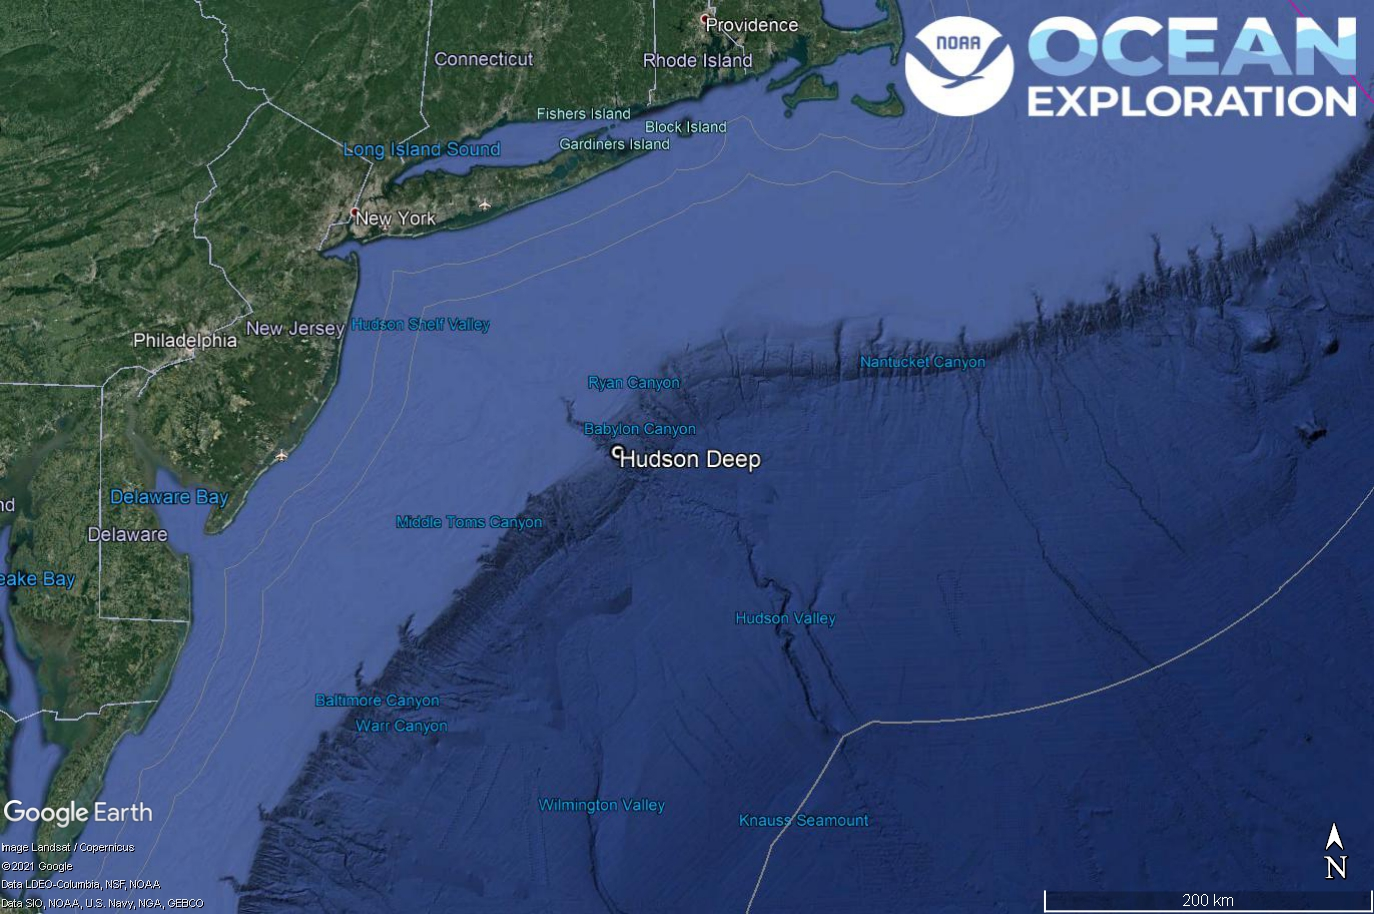 Providence
Connecticut
Rhode Island
NOAA
OCEAN
EXPLORATION
Fishers Island
Block Island
Gardiners Island
Long Island Sound
New York
New Jersey
Hudson Shelf Valley
Philadelphia
Nantucket Canyon
Ryan Canyon
Babylon Canyon
Hudson Deep
Delaware Bay
Middle Toms Canyon
nd
Delaware
eake Bay
Hudson Valley
Baltimore Canyon
Warr Canyon
Wilmington Valley
Knauss Seamount
Google Earth
Image Landsat / Copernicus
©2021 Google
Data LDEO-Columbia, NSF, NOAA
Data SIO, NOAA, U.S. Navy, NGA, GEBCO
N
200 km